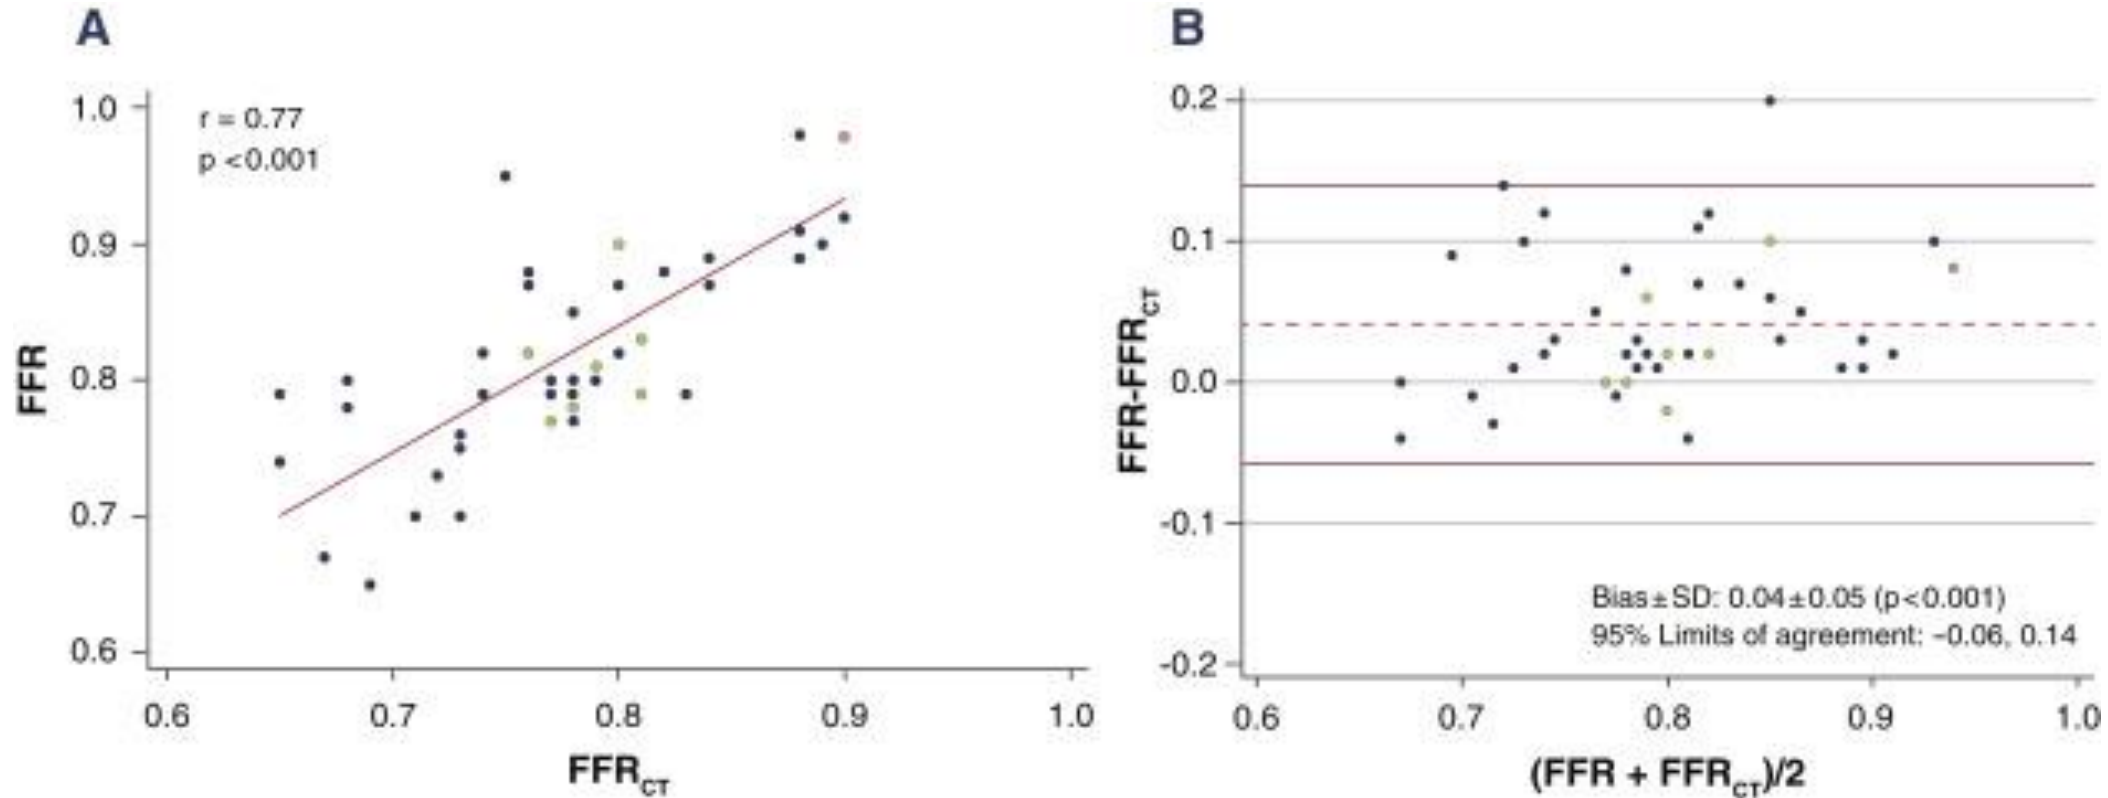 A
1.0
0.9
0.8
0.7
0.6
FFR
r = 0.77
p <0.001
0.6 0.7 0.8 0.9 1.0
FFRCT
B
0.2
0.1
0.0
-0.1
-0.2
FFR-FFRCT
Bias±SD: 0.04±0.05 (p<0.001)
95% Limits of agreement: −0.06, 0.14
0.6 0.7 0.8 0.9 1.0
(FFR + FFRCT)/2